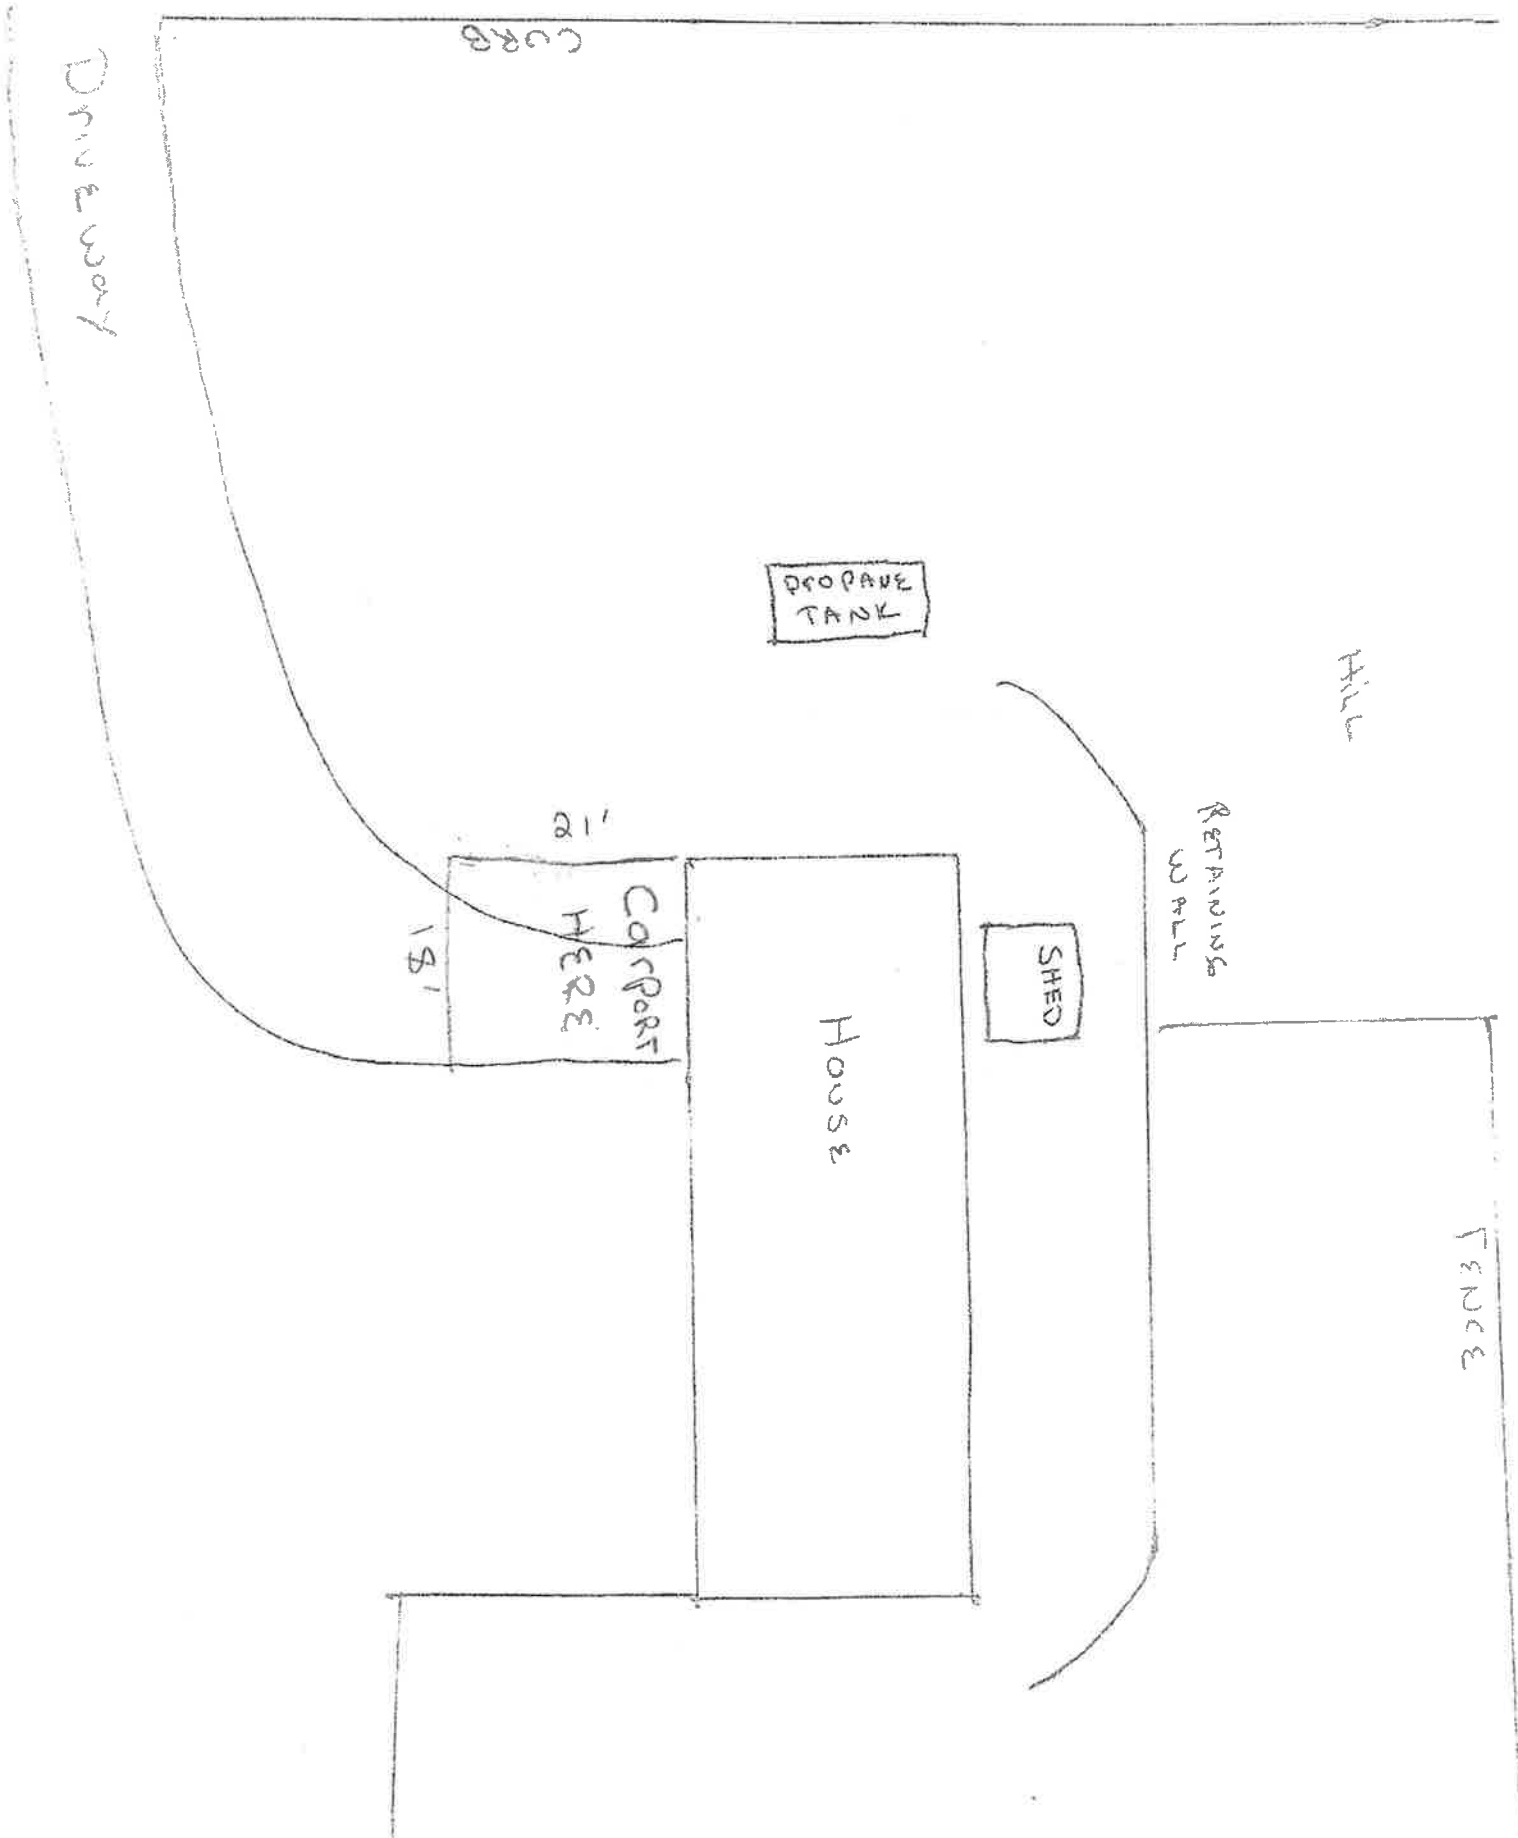 CURB
Driveway
PROPANE
TANK
Hill
RETAINING
WALL
21'
Carport
HERE
18'
SHED
House
FENCE